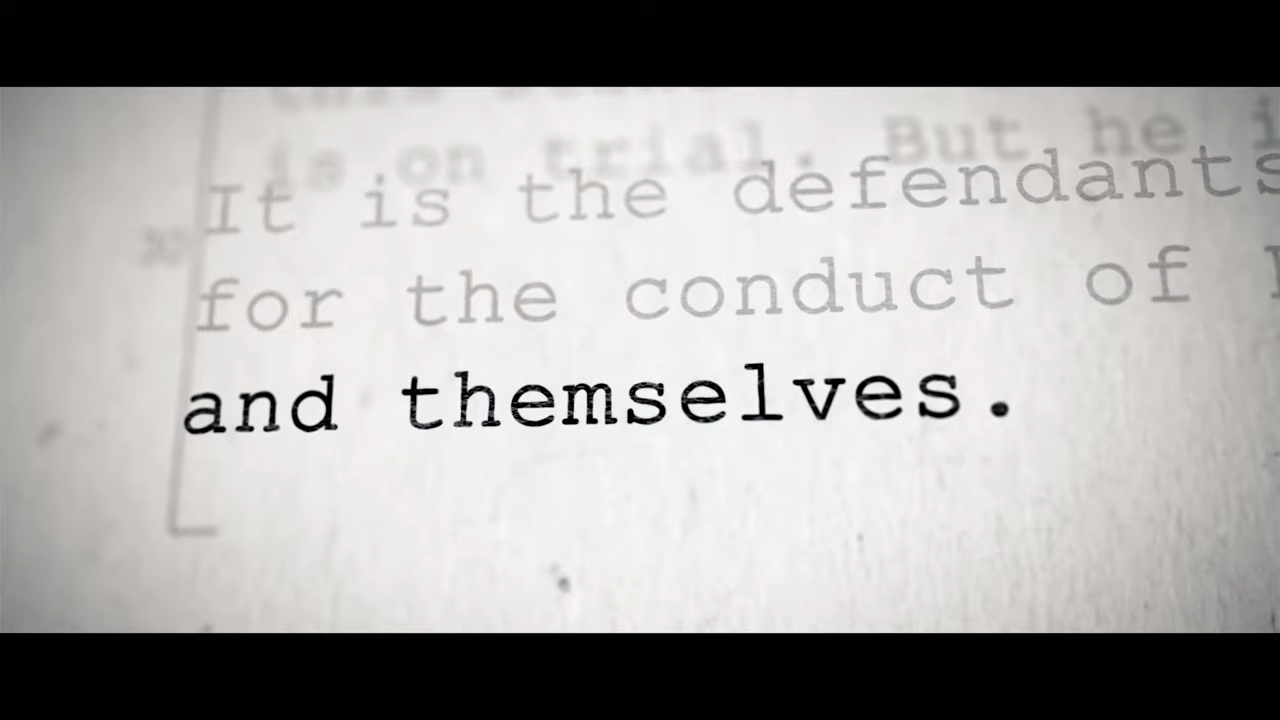 is on trial. But he
It is the defendants
for the conduct of
and themselves.